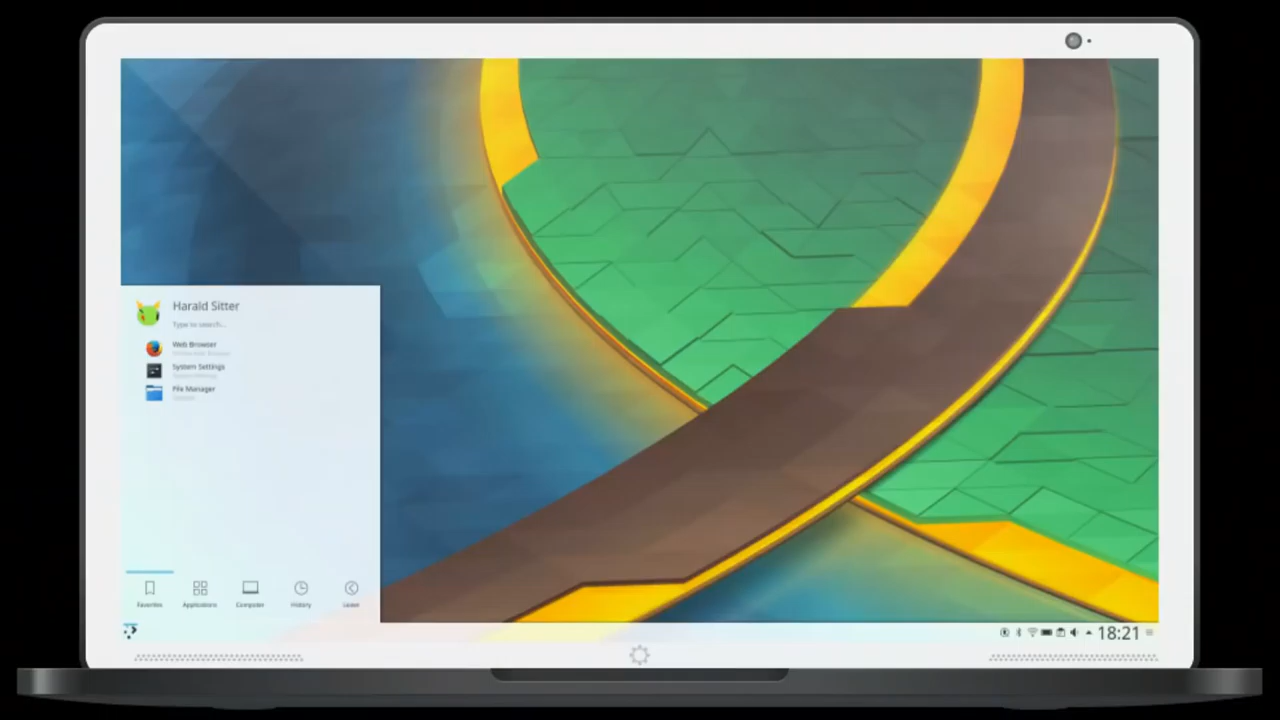 Harald Sitter
Type to search...
Web Browser
System Settings
File Manager
Favorites
Applications
Computer
History
Leave
18:21